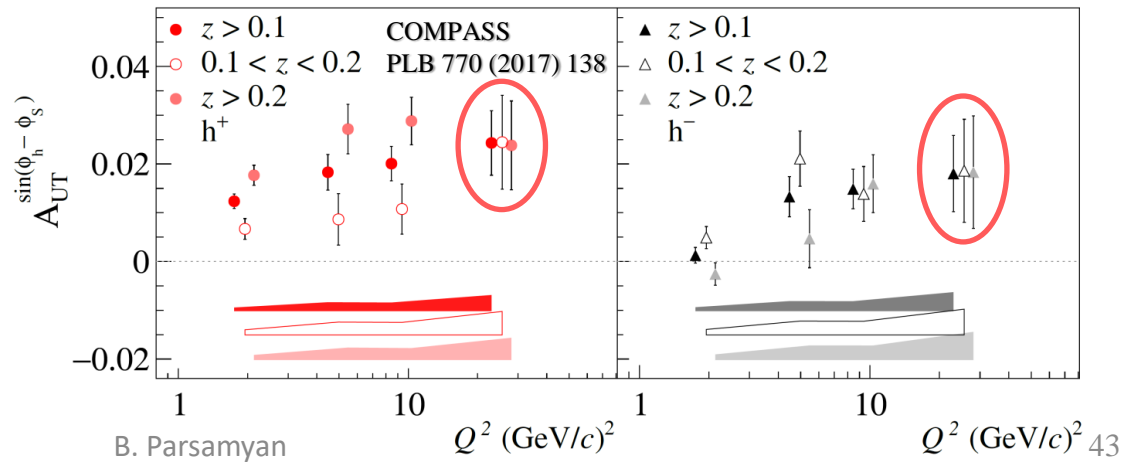 z > 0.1
0.1 < z < 0.2
z > 0.2
h⁺
COMPASS
PLB 770 (2017) 138
z > 0.1
0.1 < z < 0.2
z > 0.2
h⁻
A_UT^sin(ϕ_h − ϕ_S)
0.04
0.02
0
−0.02
1
10
1
10
Q² (GeV/c)²
Q² (GeV/c)²
B. Parsamyan
43